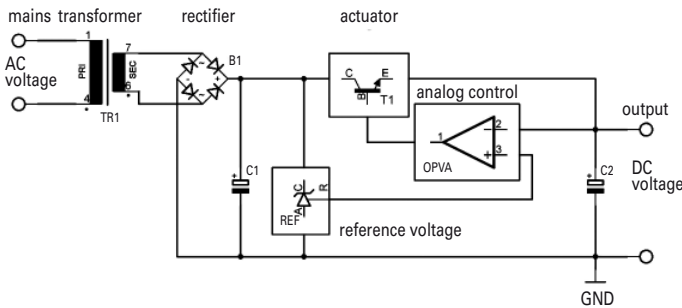 mains transformer
rectifier
actuator
AC
voltage
1
4
PRI
SEC
7
TR1
B1
~
~
-
+
C E
B
T1
analog control
1
2
3
-
+
OPVA
output
+
C1
A C
R
REF
reference voltage
+
C2
DC
voltage
GND